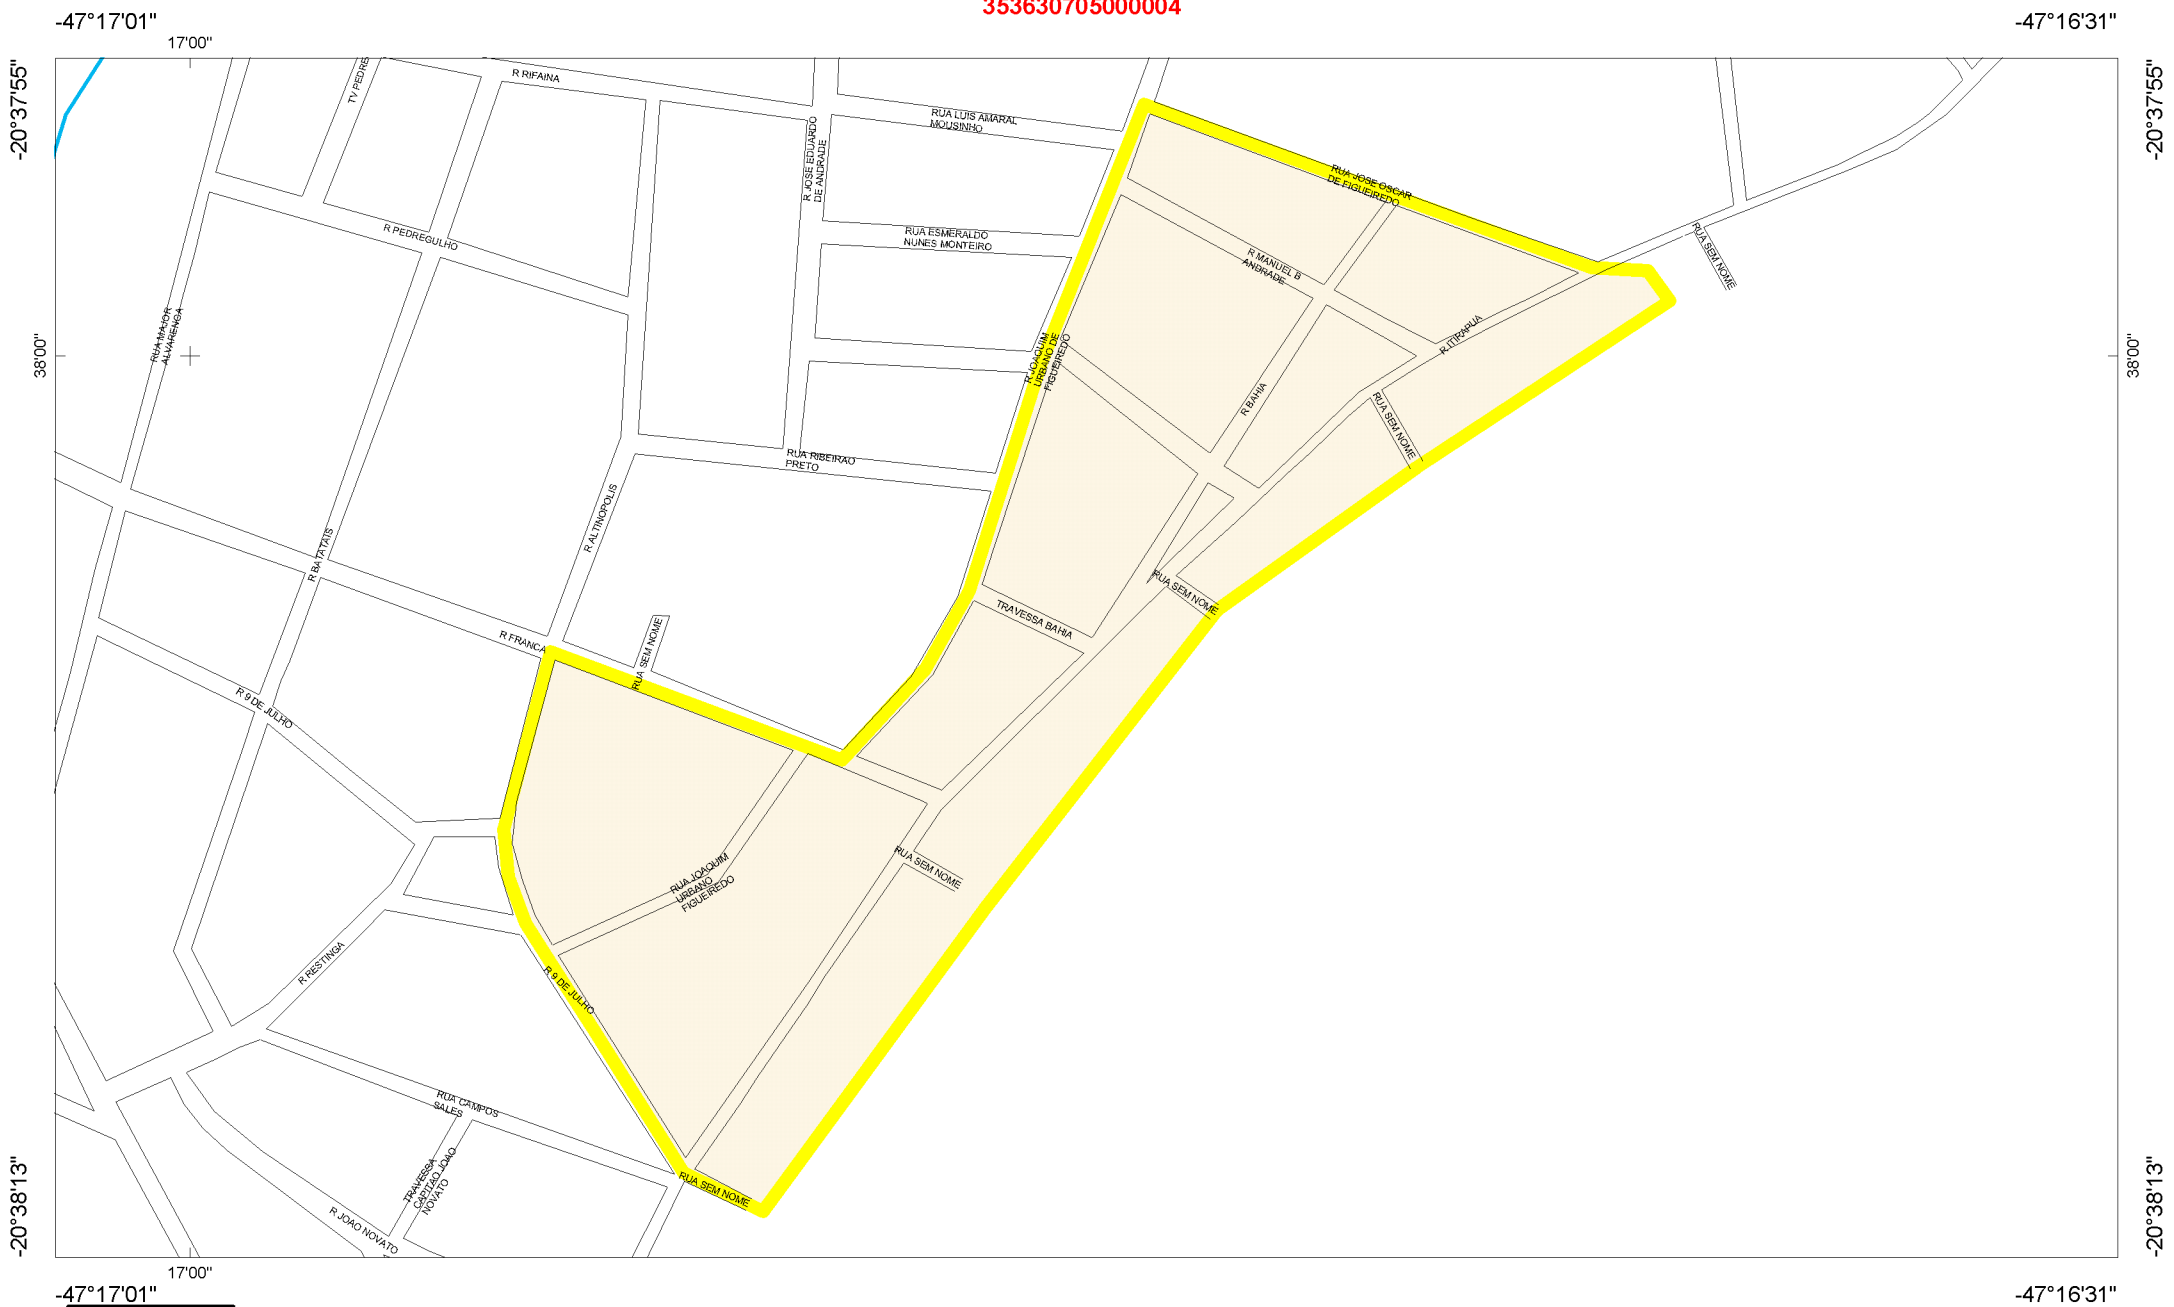 353630705000004
-47°17'01"
-47°16'31"
17'00"
-20°37'55"
-20°37'55"
TV PEDRE
R RIFAINA
RUA LUIS AMARAL
MOUSINHO
R JOSE EDUARDO
DE ANDRADE
RUA JOSE OSCAR
DE FIGUEIREDO
R PEDREGULHO
RUA ESMERALDO
NUNES MONTEIRO
RUA SEM NOME
R MANUEL B
ANDRADE
RUA MAJOR
ALVARENGA
38'00"
38'00"
R JOAQUIM
URBANO DE
FIGUEIREDO
R ITIRAPUA
R BAHIA
RUA SEM NOME
RUA RIBEIRAO
PRETO
R ALTINOPOLIS
R BATATAIS
RUA SEM NOME
TRAVESSA BAHIA
R FRANCA
RUA SEM NOME
R 9 DE JULHO
RUA JOAQUIM
URBANO
FIGUEIREDO
RUA SEM NOME
R RESTINGA
R 9 DE JULHO
RUA CAMPOS
SALES
TRAVESSA
CAPITAO JOAO
NOVATO
RUA SEM NOME
R JOAO NOVATO
-20°38'13"
-20°38'13"
17'00"
-47°17'01"
-47°16'31"